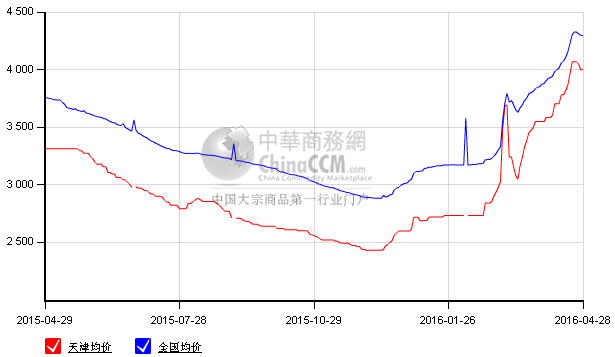 4 500
4 000
3 500
3 000
2 500
中華商務網
ChinaCCM.com
China Commodity Marketplace
中国大宗商品第一行业门户
2015-04-29
2015-07-28
2015-10-29
2016-01-26
2016-04-28
天津均价
全国均价